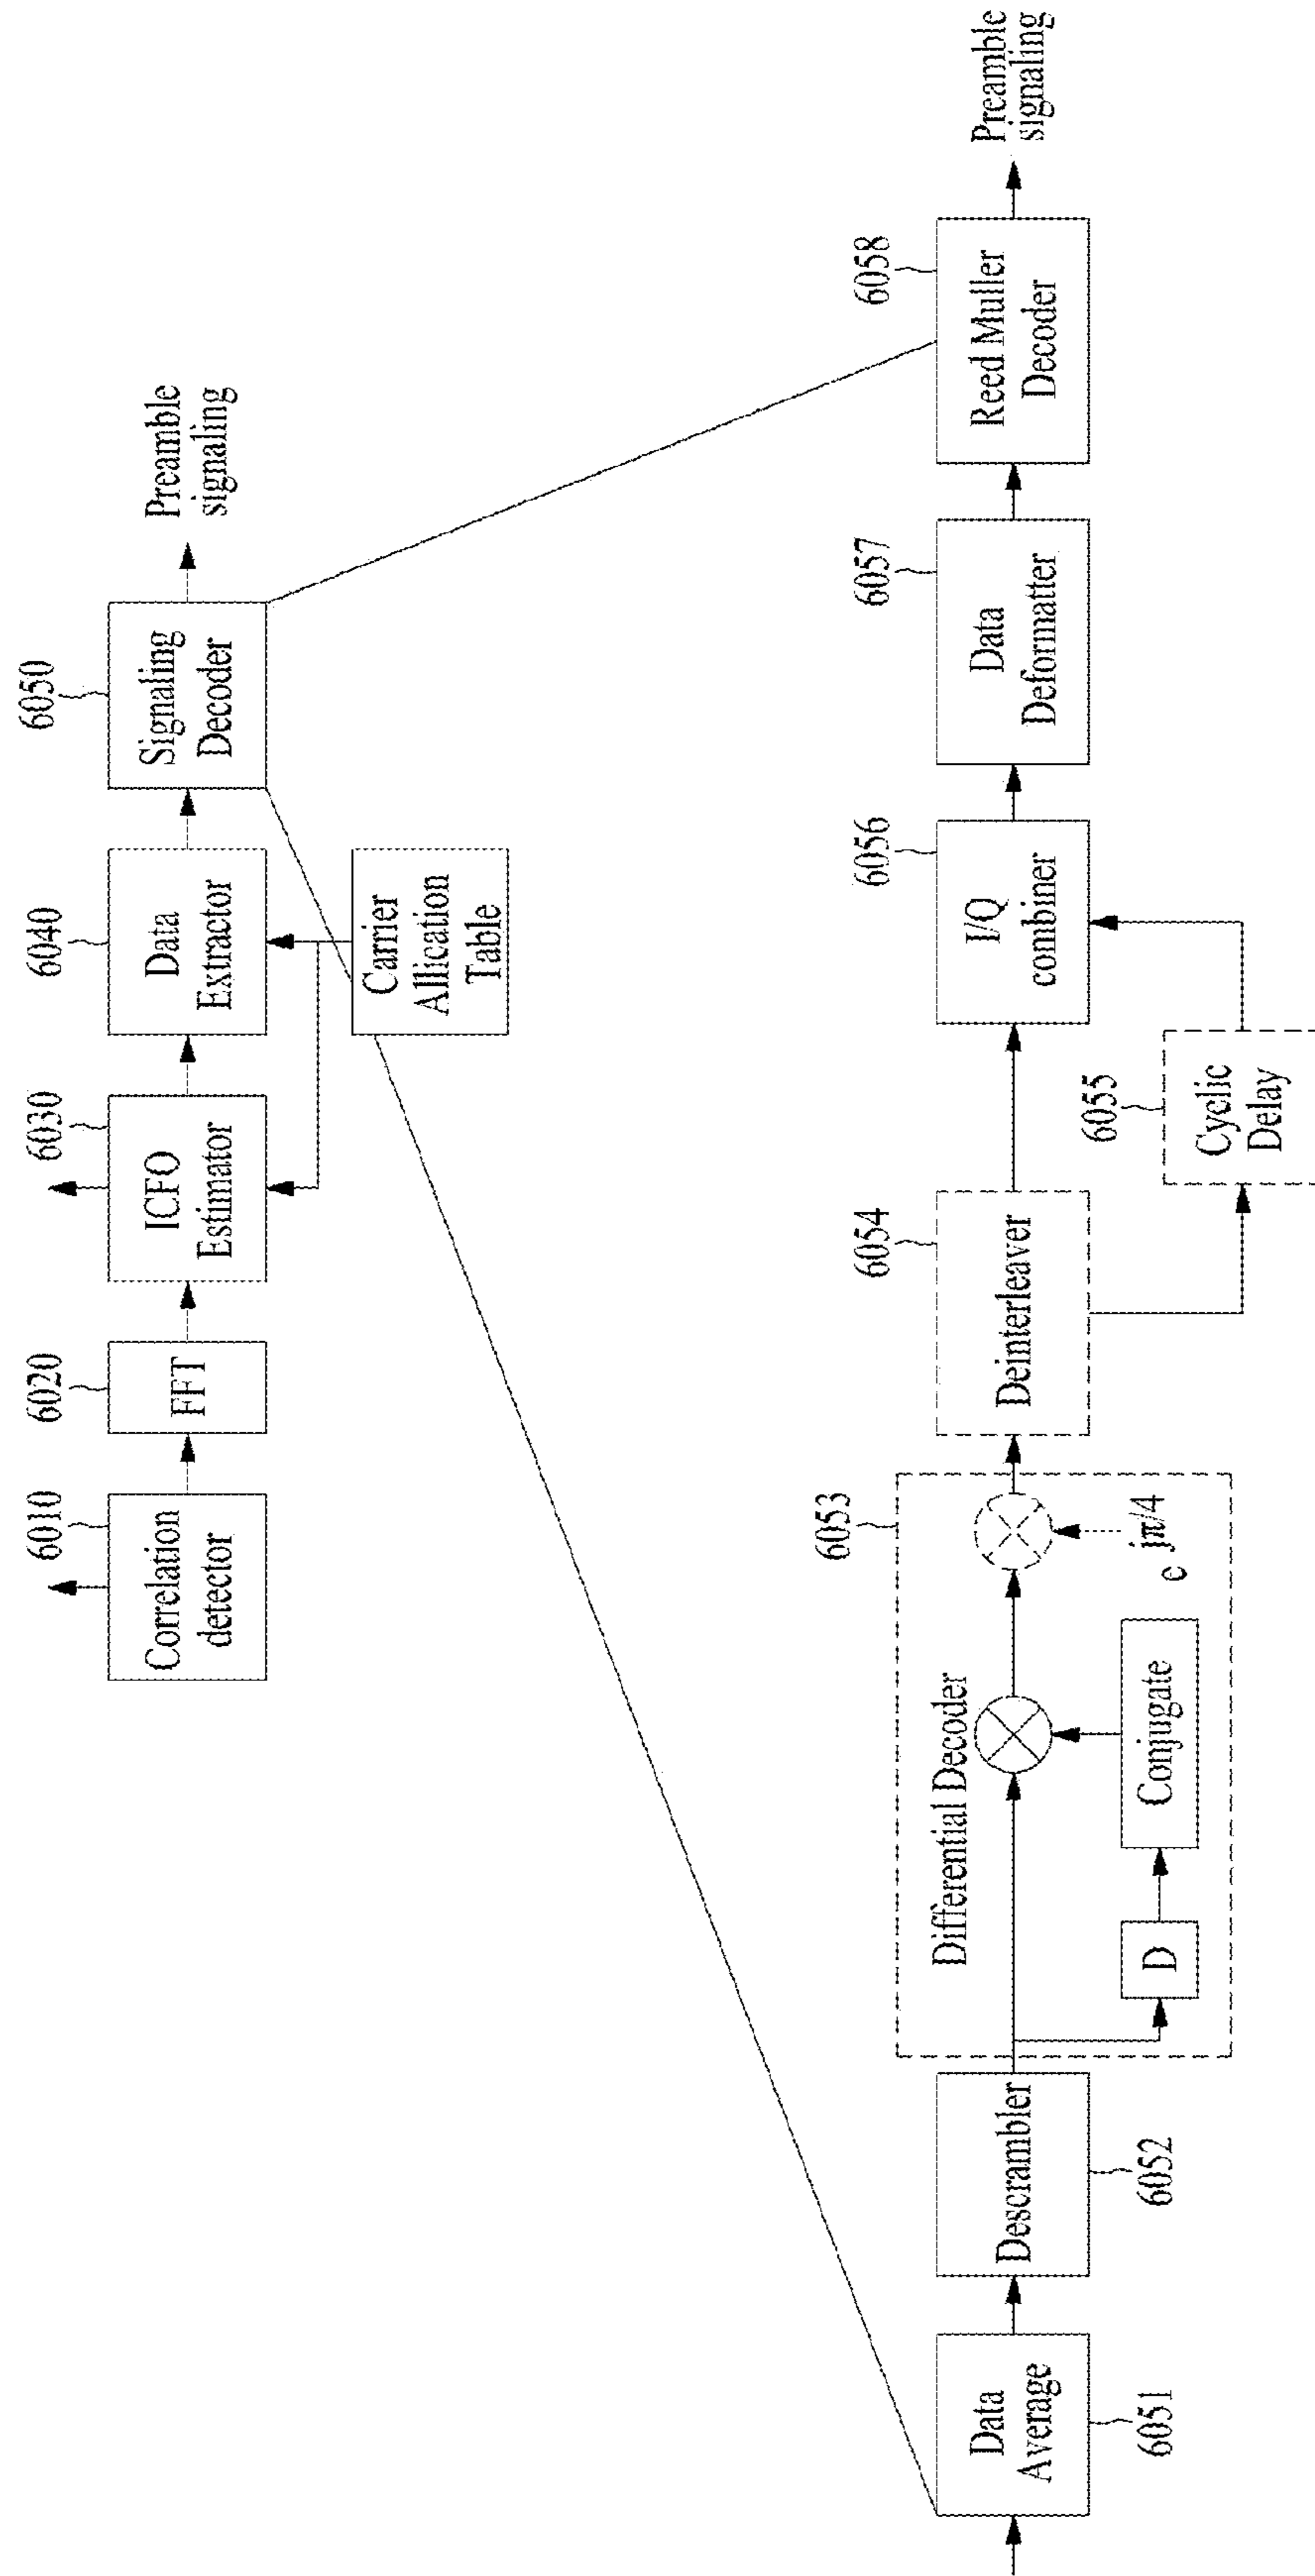 6010
Correlation
detector
6020
FFT
6030
ICFO
Estimator
6040
Data
Extractor
Carrier
Allication
Table
6050
Signaling
Decoder
Preamble
signaling
Data
Average
6051
Descrambler
6052
Differential Decoder
6053
D
Conjugate
e jπ/4
Deinterleaver
6054
Cyclic
Delay
6055
I/Q
combiner
6056
Data
Deformatter
6057
Reed Muller
Decoder
6058
Preamble
signaling